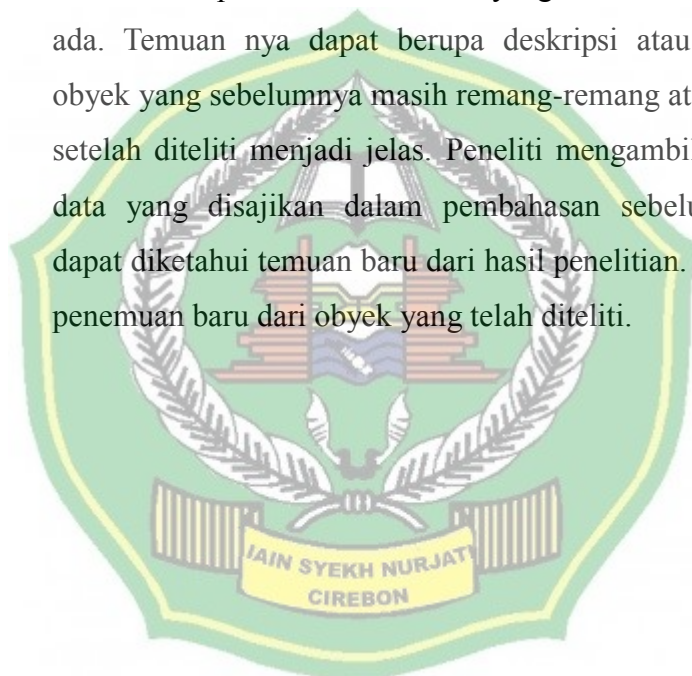 ada. Temuan nya dapat berupa deskripsi atau
obyek yang sebelumnya masih remang-remang
setelah diteliti menjadi jelas. Peneliti mengambil
data yang disajikan dalam pembahasan
dapat diketahui temuan baru dari hasil penelitian.
penemuan baru dari obyek yang telah diteliti.
IAIN SYEKH NURJATI
CIREBON